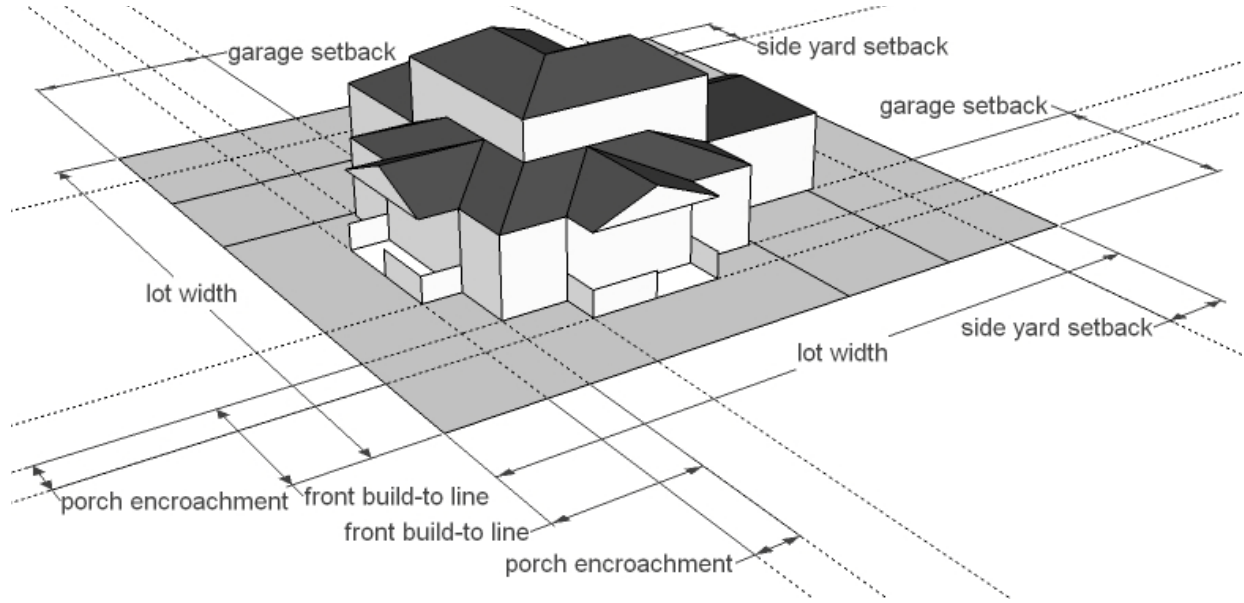 garage setback
side yard setback
garage setback
lot width
side yard setback
lot width
porch encroachment
front build-to line
front build-to line
porch encroachment